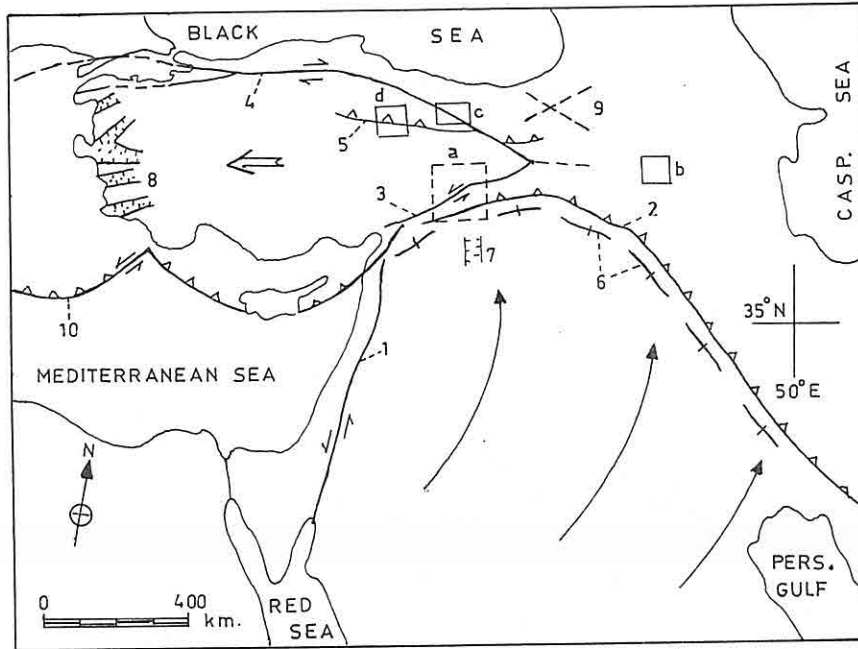 BLACK SEA
CASP. SEA
4
d
c
9
5
a
b
8
3
2
7
6
35°N
10
1
50°E
MEDITERRANEAN SEA
N
PERS.
GULF
0 400
km.
RED
SEA